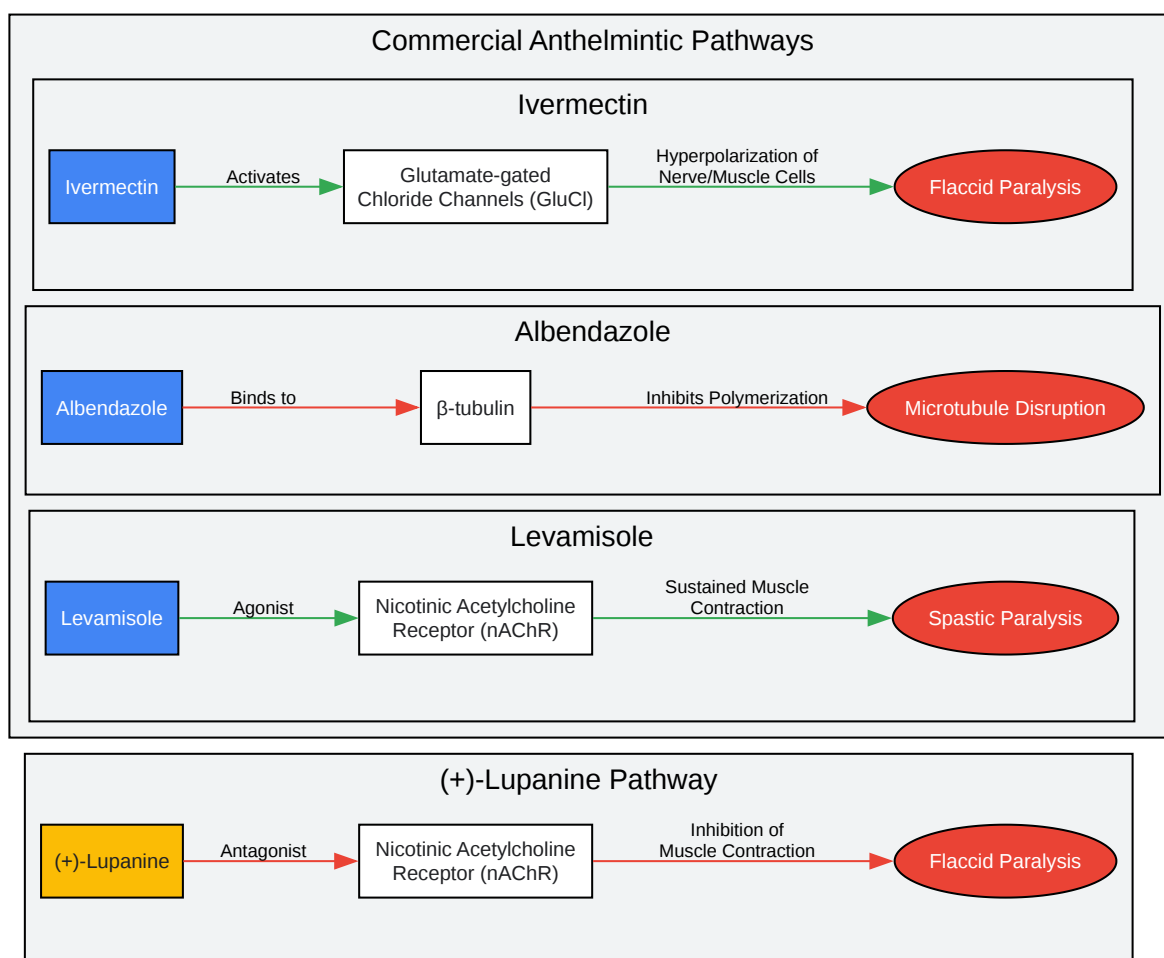 Commercial Anthelmintic Pathways
Ivermectin
Ivermectin
Activates
Glutamate-gated
Chloride Channels (GluCl)
Hyperpolarization of
Nerve/Muscle Cells
Flaccid Paralysis
Albendazole
Albendazole
Binds to
β-tubulin
Inhibits Polymerization
Microtubule Disruption
Levamisole
Levamisole
Agonist
Nicotinic Acetylcholine
Receptor (nAChR)
Sustained Muscle
Contraction
Spastic Paralysis
(+)-Lupanine Pathway
(+)-Lupanine
Antagonist
Nicotinic Acetylcholine
Receptor (nAChR)
Inhibition of
Muscle Contraction
Flaccid Paralysis